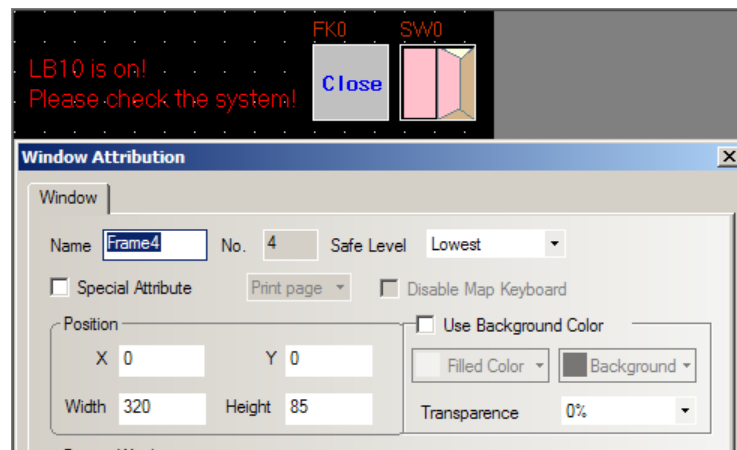 FK0 SW0
LB10 is on!
Please check the system!
Close
Window Attribution
Window
Name Frame4 No. 4 Safe Level Lowest
Special Attribute Print page Disable Map Keyboard
Position Use Background Color
X 0 Y 0
Filled Color Background
Width 320 Height 85 Transparence 0%